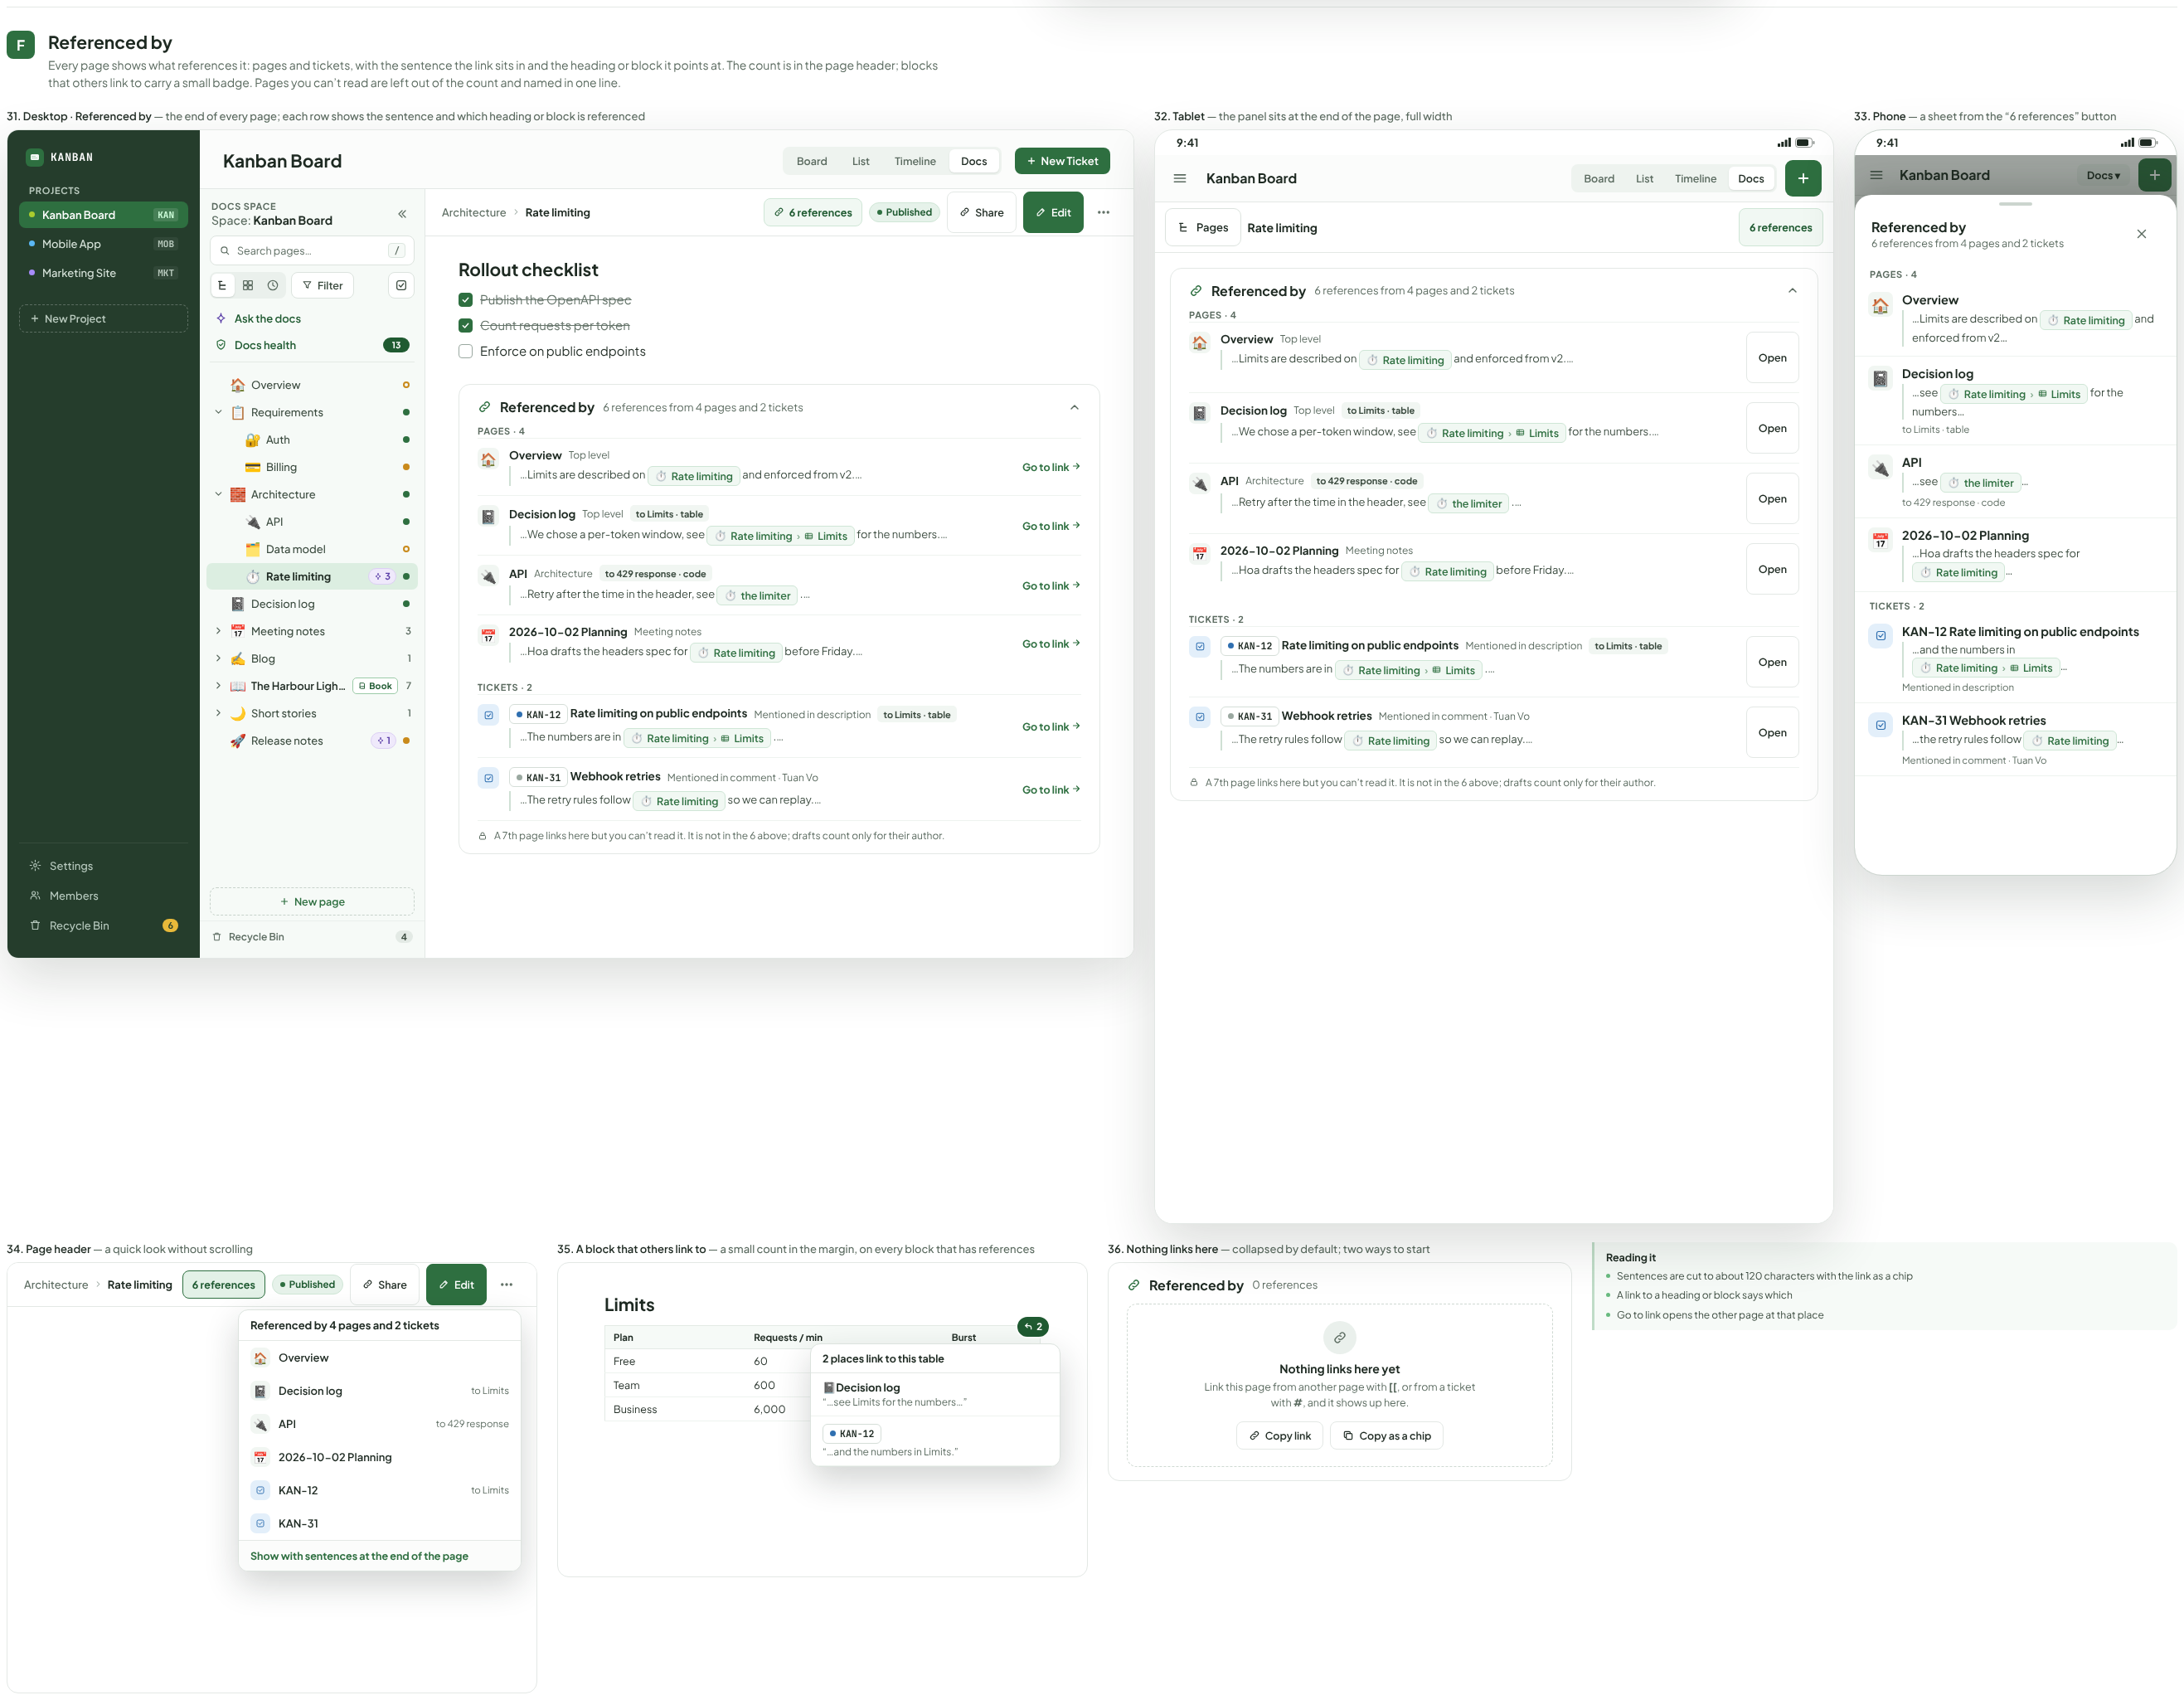 F
Referenced by
Every page shows what references it: pages and tickets, with the sentence the link sits in and the heading or block it points at. The count is in the page header; blocks
that others link to carry a small badge. Pages you can’t read are left out of the count and named in one line.
31. Desktop · Referenced by — the end of every page; each row shows the sentence and which heading or block is referenced
KANBAN
PROJECTS
Kanban Board KAN
Mobile App MOB
Marketing Site MKT
+ New Project
Settings
Members
Recycle Bin 6
Kanban Board
Board List Timeline Docs
+ New Ticket
DOCS SPACE
Space: Kanban Board
Search pages... /
Filter
Ask the docs
Docs health 13
Overview
Requirements
Auth
Billing
Architecture
API
Data model
Rate limiting 3
Decision log
Meeting notes 3
Blog 1
The Harbour Ligh... Book 7
Short stories 1
Release notes 1
+ New page
Recycle Bin 4
Architecture › Rate limiting
6 references
Published
Share
Edit
Rollout checklist
Publish the OpenAPI spec
Count requests per token
Enforce on public endpoints
Referenced by 6 references from 4 pages and 2 tickets
PAGES · 4
Overview Top level
…Limits are described on Rate limiting and enforced from v2.…
Go to link →
Decision log Top level to Limits · table
…We chose a per-token window, see Rate limiting › Limits for the numbers.…
Go to link →
API Architecture to 429 response · code
…Retry after the time in the header, see the limiter .…
Go to link →
2026-10-02 Planning Meeting notes
…Hoa drafts the headers spec for Rate limiting before Friday.…
Go to link →
TICKETS · 2
KAN-12 Rate limiting on public endpoints Mentioned in description to Limits · table
…The numbers are in Rate limiting › Limits .…
Go to link →
KAN-31 Webhook retries Mentioned in comment · Tuan Vo
…The retry rules follow Rate limiting so we can replay.…
Go to link →
A 7th page links here but you can’t read it. It is not in the 6 above; drafts count only for their author.
32. Tablet — the panel sits at the end of the page, full width
9:41
Kanban Board
Board List Timeline Docs
+
Pages
Rate limiting
6 references
Referenced by 6 references from 4 pages and 2 tickets
PAGES · 4
Overview Top level
…Limits are described on Rate limiting and enforced from v2.…
Open
Decision log Top level to Limits · table
…We chose a per-token window, see Rate limiting › Limits for the numbers.…
Open
API Architecture to 429 response · code
…Retry after the time in the header, see the limiter .…
Open
2026-10-02 Planning Meeting notes
…Hoa drafts the headers spec for Rate limiting before Friday.…
Open
TICKETS · 2
KAN-12 Rate limiting on public endpoints Mentioned in description to Limits · table
…The numbers are in Rate limiting › Limits .…
Open
KAN-31 Webhook retries Mentioned in comment · Tuan Vo
…The retry rules follow Rate limiting so we can replay.…
Open
A 7th page links here but you can’t read it. It is not in the 6 above; drafts count only for their author.
33. Phone — a sheet from the “6 references” button
9:41
Kanban Board
Docs ▾
+
Referenced by
6 references from 4 pages and 2 tickets
PAGES · 4
Overview
…Limits are described on Rate limiting and
enforced from v2…
Decision log
…see Rate limiting › Limits for the
numbers…
to Limits · table
API
…see the limiter …
to 429 response · code
2026-10-02 Planning
…Hoa drafts the headers spec for
Rate limiting …
TICKETS · 2
KAN-12 Rate limiting on public endpoints
…and the numbers in
Rate limiting › Limits …
Mentioned in description
KAN-31 Webhook retries
…the retry rules follow Rate limiting …
Mentioned in comment · Tuan Vo
34. Page header — a quick look without scrolling
Architecture › Rate limiting
6 references
Published
Share
Edit
Referenced by 4 pages and 2 tickets
Overview
Decision log to Limits
API to 429 response
2026-10-02 Planning
KAN-12 to Limits
KAN-31
Show with sentences at the end of the page
35. A block that others link to — a small count in the margin, on every block that has references
Limits
2
Plan Requests / min Burst
Free 60
Team 600
Business 6,000
2 places link to this table
Decision log
“…see Limits for the numbers…”
KAN-12
“…and the numbers in Limits.”
36. Nothing links here — collapsed by default; two ways to start
Referenced by 0 references
Nothing links here yet
Link this page from another page with [[, or from a ticket
with #, and it shows up here.
Copy link
Copy as a chip
Reading it
Sentences are cut to about 120 characters with the link as a chip
A link to a heading or block says which
Go to link opens the other page at that place